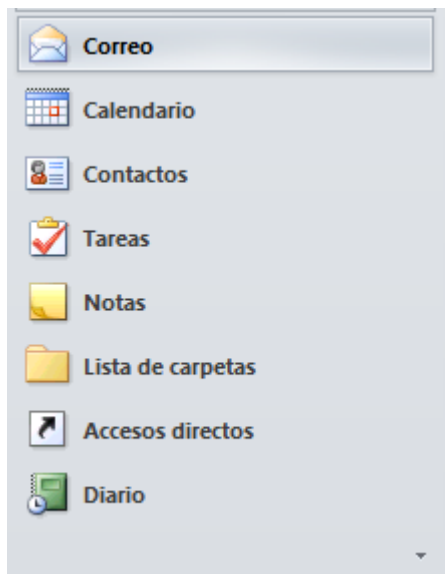 Correo
Calendario
Contactos
Tareas
Notas
Lista de carpetas
Accesos directos
Diario